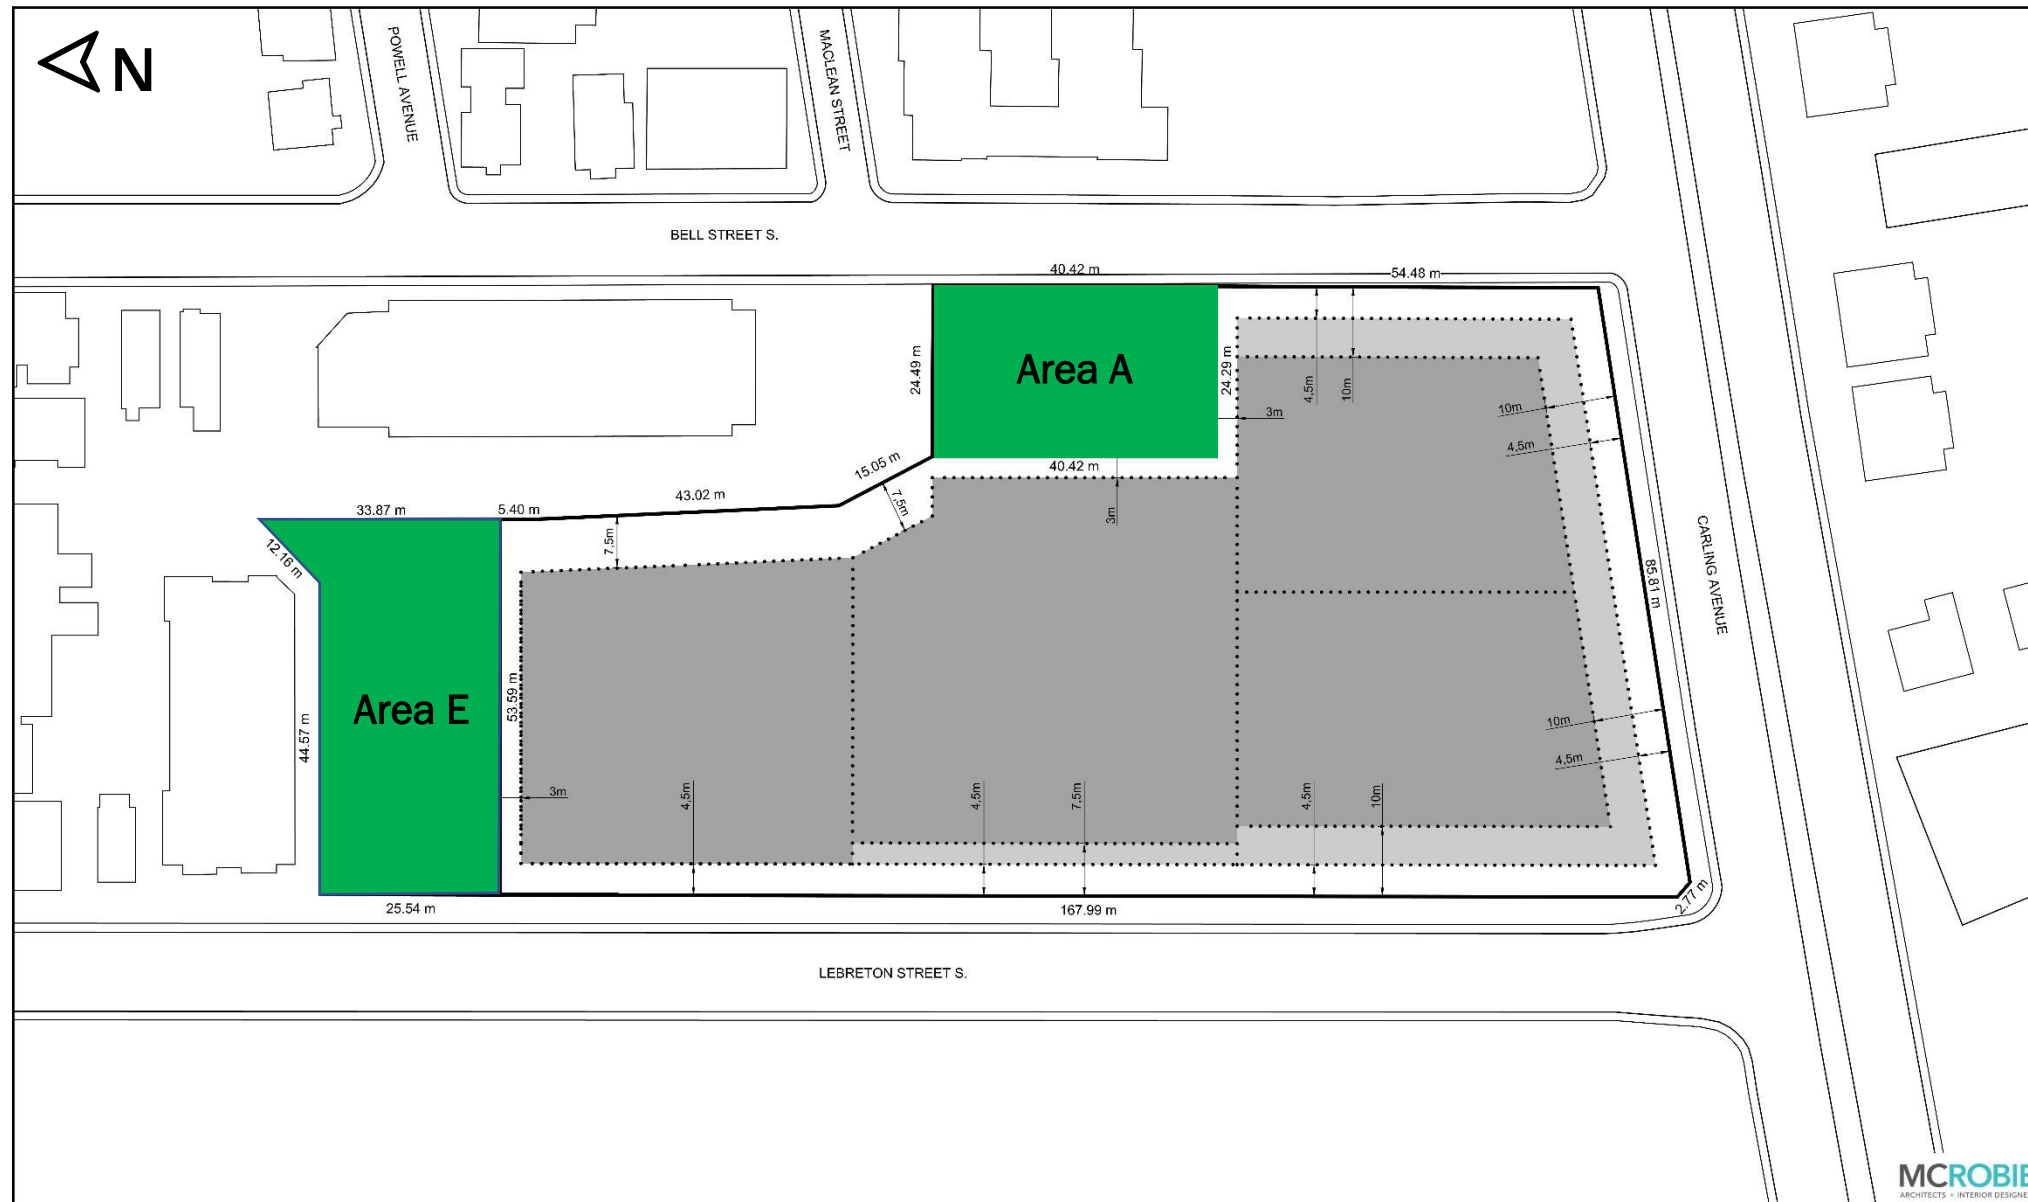 N
POWELL AVENUE
MACLEAN STREET
BELL STREET S.
40.42 m
54.48 m
24.49 m
Area A
24.29 m
4,5m
10m
3m
10m
4,5m
15.05 m
40.42 m
7,5m
3m
43.02 m
33.87 m
5.40 m
12.16 m
7,5m
CARLING AVENUE
85.81 m
Area E
53.59 m
44.57 m
3m
4,5m
4,5m
7,5m
4,5m
10m
10m
4,5m
25.54 m
167.99 m
2.77 m
LEBRETON STREET S.
MCROBIE
ARCHITECTS + INTERIOR DESIGNE